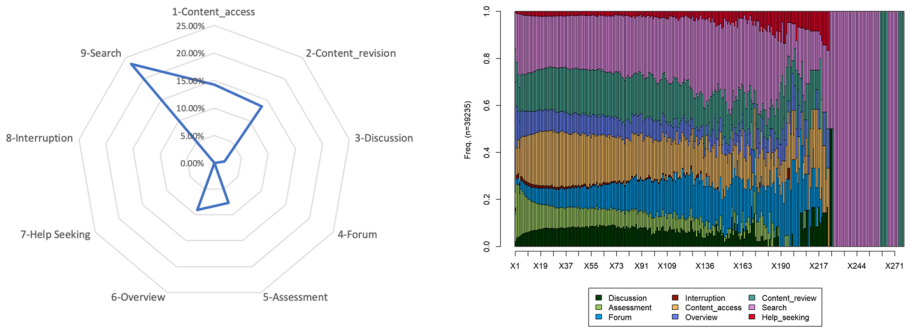 1-Content_access
25.00%
9-Search
2-Content_revision
20.00%
15.00%
10.00%
8-Interruption
3-Discussion
5.00%
0.00%
7-Help Seeking
4-Forum
6-Overview
5-Assessment
Freq. (n=39235)
1.0
0.8
0.6
0.4
0.2
0.0
X1 X19 X37 X55 X73 X91 X109 X136 X163 X190 X217 X244 X271
Discussion Interruption Content_review
Assessment Content_access Search
Forum Overview Help_seeking